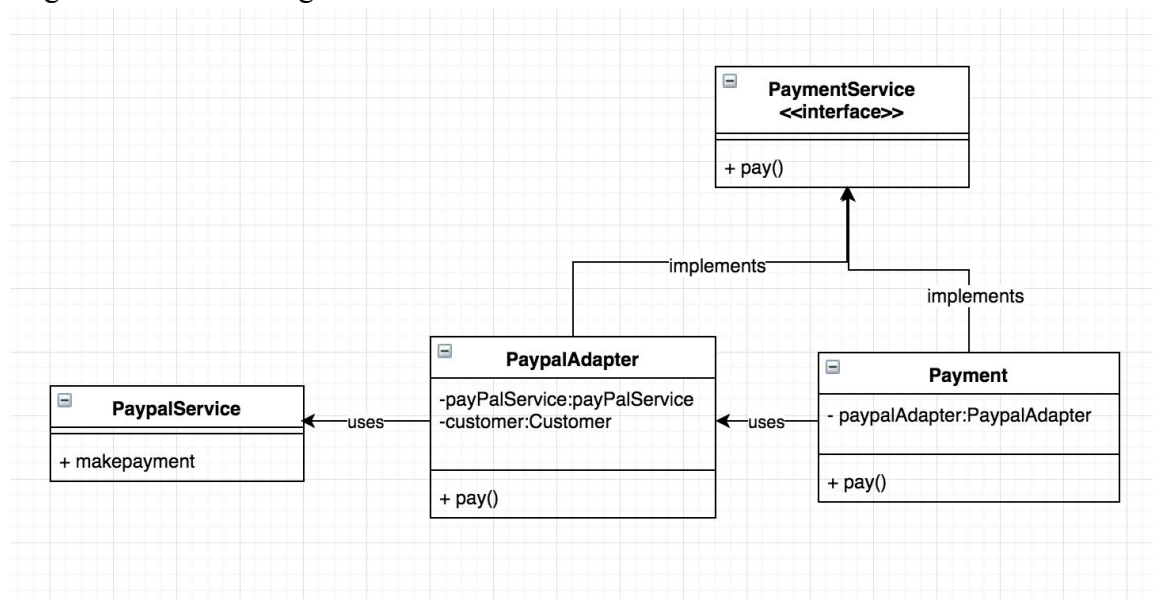 PaymentService
<<interface>>
+ pay()
implements
implements
PaypalAdapter
-payPalService:payPalService
-customer:Customer
+ pay()
Payment
- paypalAdapter:PaypalAdapter
+ pay()
PaypalService
+ makepayment
uses
uses